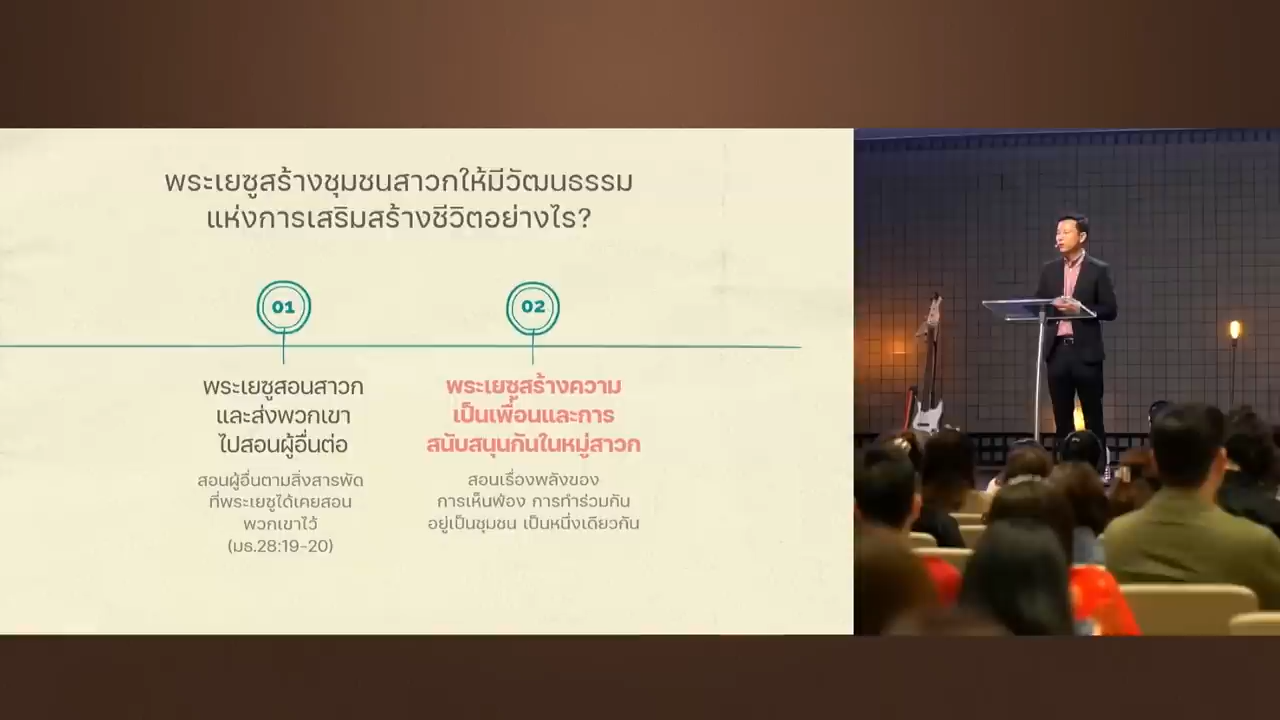 พระเยซูสร้างชุมชนสาวกให้มีวัฒนธรรม
แห่งการเสริมสร้างชีวิตอย่างไร?
01
พระเยซูสอนสาวก
และส่งพวกเขา
ไปสอนผู้อื่นต่อ
สอนผู้อื่นตามสิ่งสารพัด
ที่พระเยซูได้เคยสอน
พวกเขาไว้
(มธ.28:19-20)
02
พระเยซูสร้างความ
เป็นเพื่อนและการ
สนับสนุนกันในหมู่สาวก
สอนเรื่องพลังของ
การเห็นพ้อง การทำร่วมกัน
อยู่เป็นชุมชน เป็นหนึ่งเดียวกัน